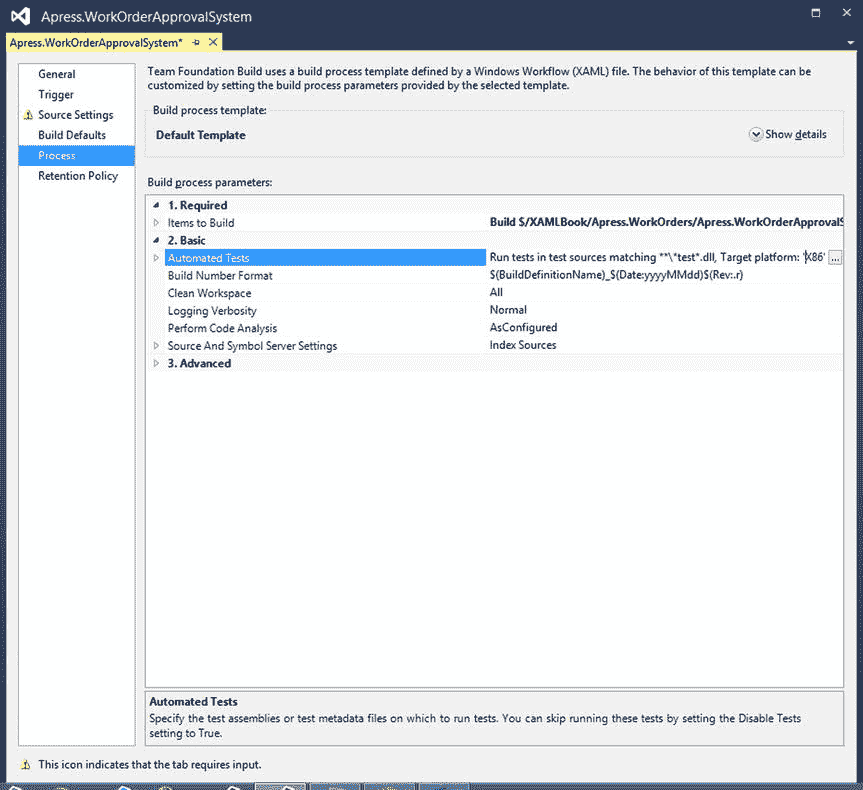 Apress.WorkOrderApprovalSystem
Apress.WorkOrderApprovalSystem*
General
Trigger
Source Settings
Build Defaults
Process
Retention Policy
Team Foundation Build uses a build process template defined by a Windows Workflow (XAML) file. The behavior of this template can be
customized by setting the build process parameters provided by the selected template.
Build process template:
Default Template
Show details
Build process parameters:
1. Required
Items to Build Build $/XAMLBook/Apress.WorkOrders/Apress.WorkOrderApprovalS
2. Basic
Automated Tests Run tests in test sources matching **\*test*.dll, Target platform: 'X86' ...
Build Number Format $(BuildDefinitionName)_$(Date:yyyyMMdd)$(Rev:.r)
Clean Workspace All
Logging Verbosity Normal
Perform Code Analysis AsConfigured
Source And Symbol Server Settings Index Sources
3. Advanced
Automated Tests
Specify the test assemblies or test metadata files on which to run tests. You can skip running these tests by setting the Disable Tests
setting to True.
This icon indicates that the tab requires input.